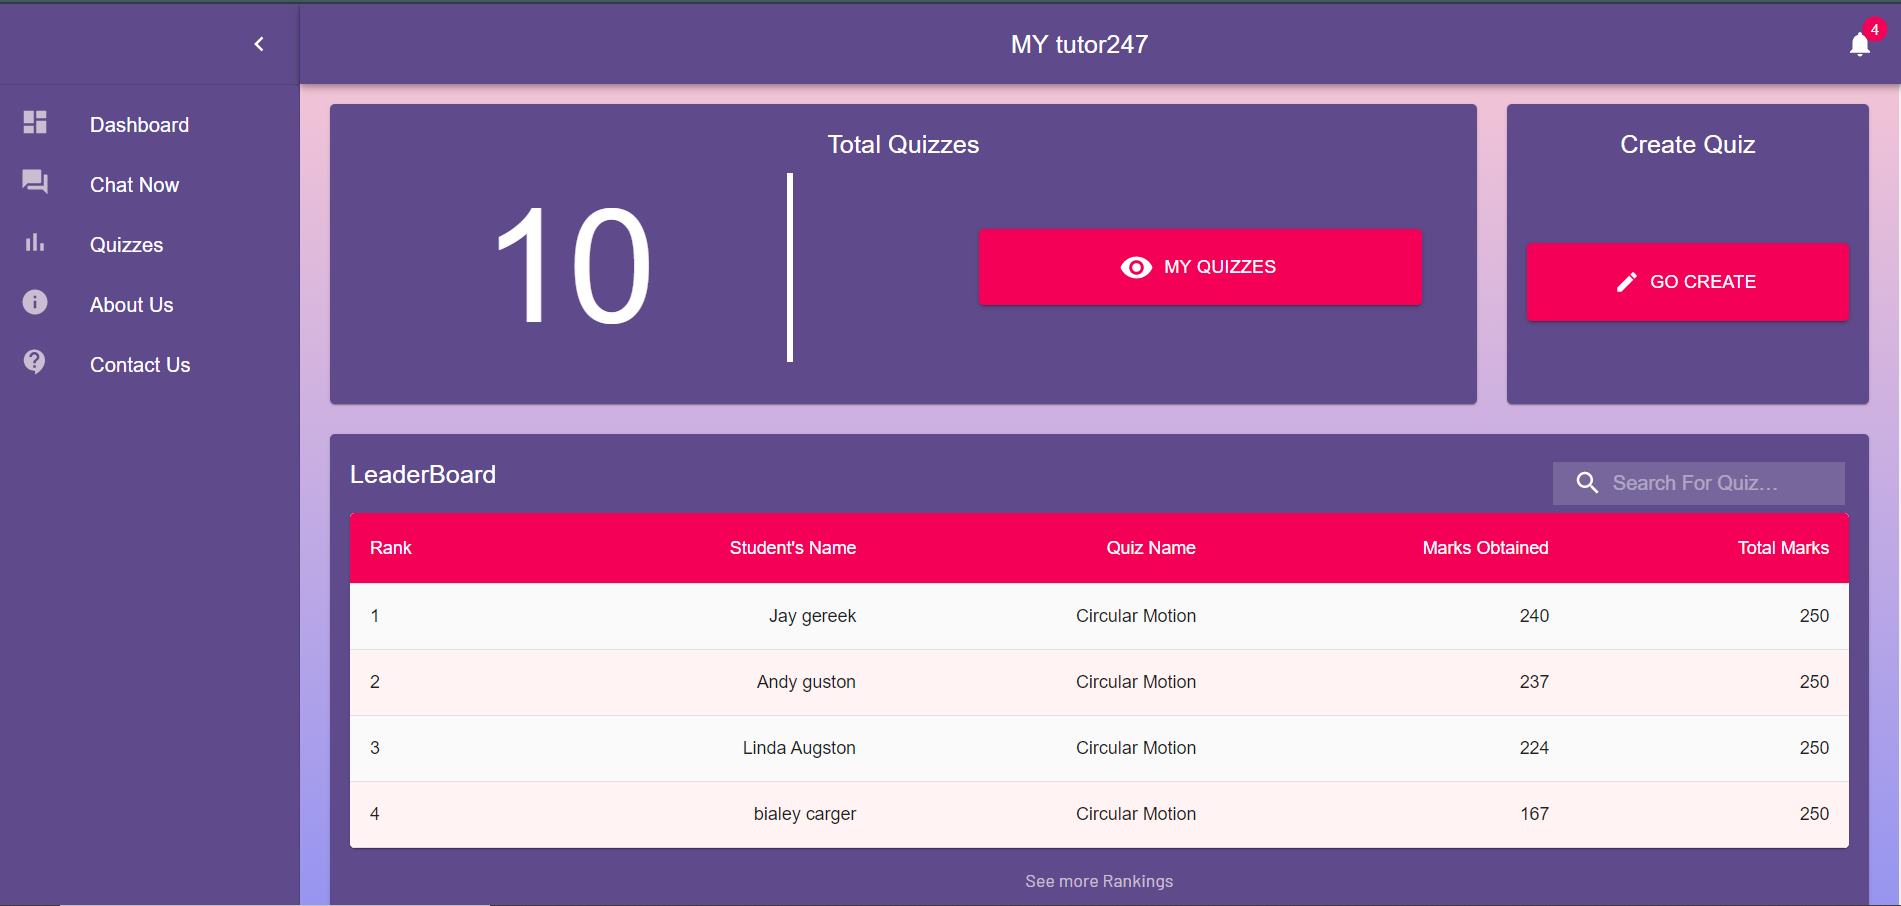 MY tutor247
4
Dashboard
Chat Now
Quizzes
About Us
Contact Us
Total Quizzes
10
MY QUIZZES
Create Quiz
GO CREATE
LeaderBoard
Search For Quiz...
Rank Student's Name Quiz Name Marks Obtained Total Marks
1 Jay gereek Circular Motion 240 250
2 Andy guston Circular Motion 237 250
3 Linda Augston Circular Motion 224 250
4 bialey carger Circular Motion 167 250
See more Rankings